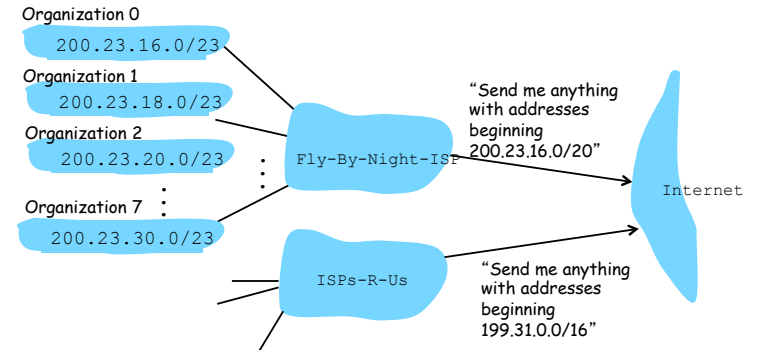 Organization 0
200.23.16.0/23
Organization 1
200.23.18.0/23
Organization 2
200.23.20.0/23
Organization 7
200.23.30.0/23
Fly-By-Night-ISP
“Send me anything
with addresses
beginning
200.23.16.0/20”
Internet
ISPs-R-Us
“Send me anything
with addresses
beginning
199.31.0.0/16”